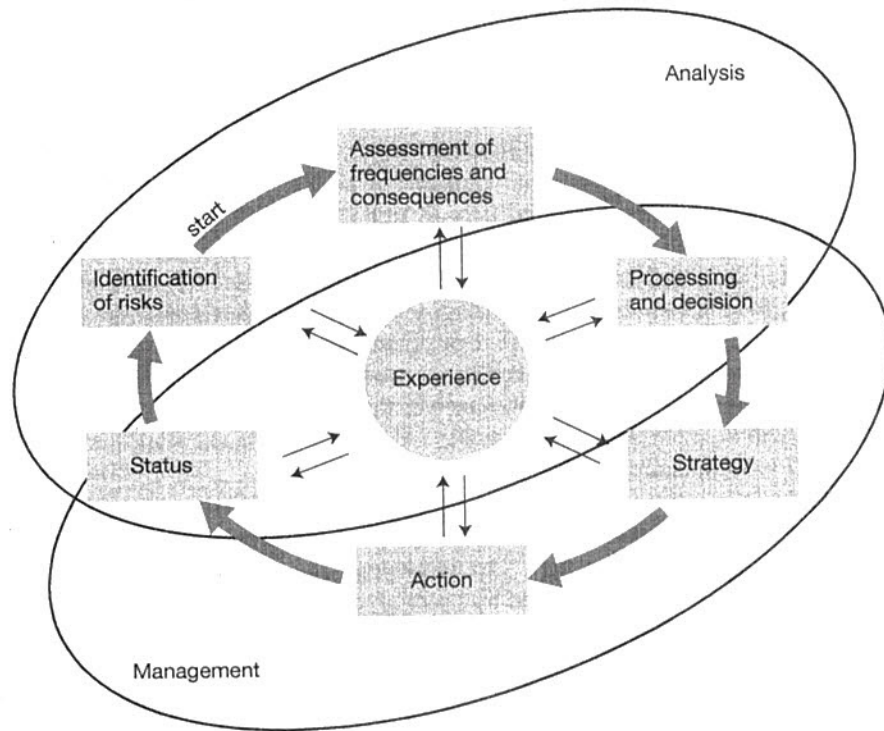 Analysis
Assessment of
frequencies and
consequences
start
Identification
of risks
Processing
and decision
Experience
Status
Strategy
Action
Management